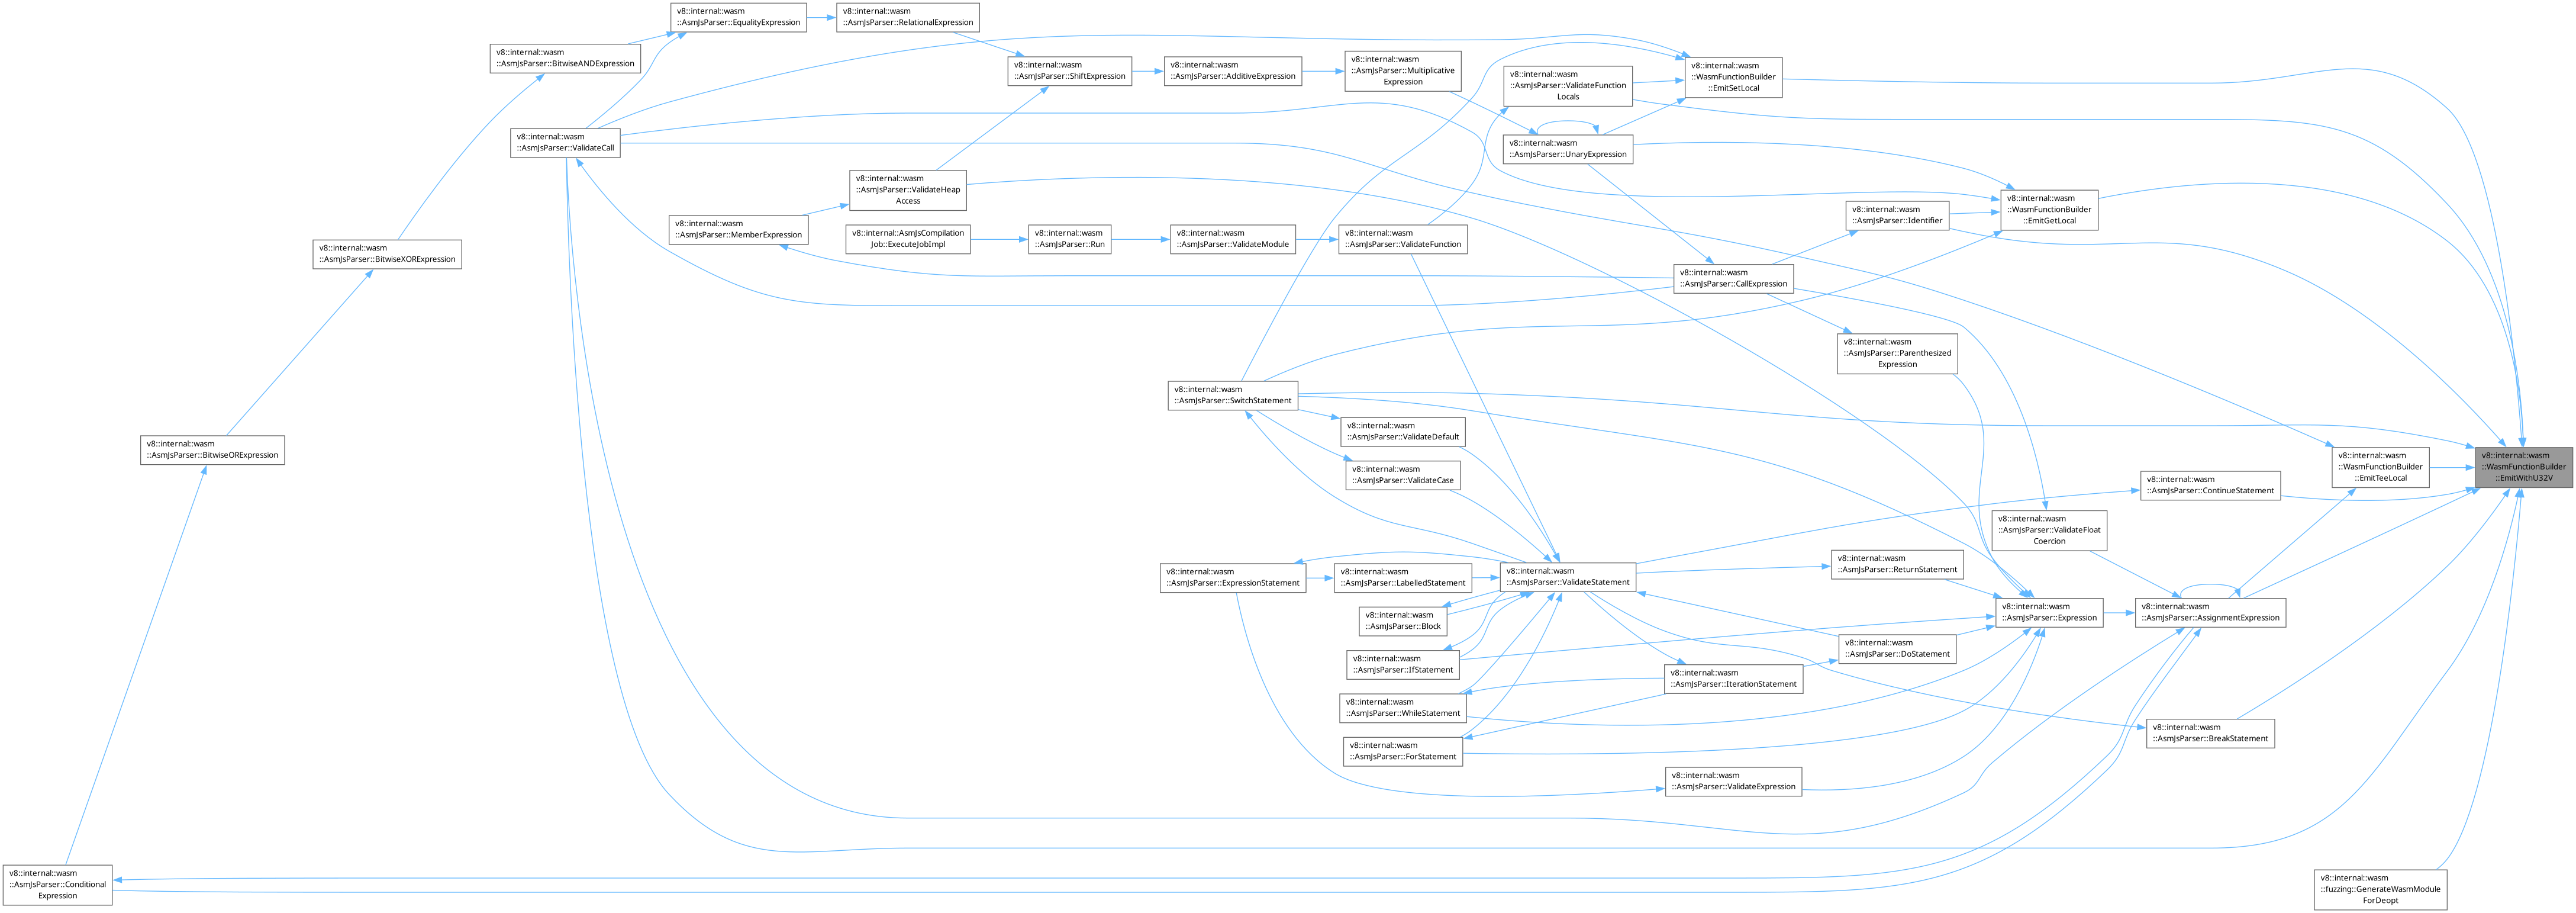 v8::internal::wasm
::AsmJsParser::EqualityExpression
v8::internal::wasm
::AsmJsParser::RelationalExpression
v8::internal::wasm
::AsmJsParser::BitwiseANDExpression
v8::internal::wasm
::AsmJsParser::ShiftExpression
v8::internal::wasm
::AsmJsParser::AdditiveExpression
v8::internal::wasm
::AsmJsParser::Multiplicative
Expression
v8::internal::wasm
::AsmJsParser::ValidateFunction
Locals
v8::internal::wasm
::WasmFunctionBuilder
::EmitSetLocal
v8::internal::wasm
::AsmJsParser::ValidateCall
v8::internal::wasm
::AsmJsParser::UnaryExpression
v8::internal::wasm
::AsmJsParser::ValidateHeap
Access
v8::internal::wasm
::WasmFunctionBuilder
::EmitGetLocal
v8::internal::wasm
::AsmJsParser::MemberExpression
v8::internal::wasm
::AsmJsParser::Identifier
v8::internal::wasm
::AsmJsParser::BitwiseXORExpression
v8::internal::AsmJsCompilation
Job::ExecuteJobImpl
v8::internal::wasm
::AsmJsParser::Run
v8::internal::wasm
::AsmJsParser::ValidateModule
v8::internal::wasm
::AsmJsParser::ValidateFunction
v8::internal::wasm
::AsmJsParser::CallExpression
v8::internal::wasm
::AsmJsParser::Parenthesized
Expression
v8::internal::wasm
::AsmJsParser::SwitchStatement
v8::internal::wasm
::AsmJsParser::ValidateDefault
v8::internal::wasm
::AsmJsParser::BitwiseORExpression
v8::internal::wasm
::AsmJsParser::ValidateCase
v8::internal::wasm
::AsmJsParser::ContinueStatement
v8::internal::wasm
::WasmFunctionBuilder
::EmitTeeLocal
v8::internal::wasm
::WasmFunctionBuilder
::EmitWithU32V
v8::internal::wasm
::AsmJsParser::ValidateFloat
Coercion
v8::internal::wasm
::AsmJsParser::ExpressionStatement
v8::internal::wasm
::AsmJsParser::LabelledStatement
v8::internal::wasm
::AsmJsParser::ValidateStatement
v8::internal::wasm
::AsmJsParser::ReturnStatement
v8::internal::wasm
::AsmJsParser::Block
v8::internal::wasm
::AsmJsParser::Expression
v8::internal::wasm
::AsmJsParser::AssignmentExpression
v8::internal::wasm
::AsmJsParser::IfStatement
v8::internal::wasm
::AsmJsParser::DoStatement
v8::internal::wasm
::AsmJsParser::IterationStatement
v8::internal::wasm
::AsmJsParser::WhileStatement
v8::internal::wasm
::AsmJsParser::ForStatement
v8::internal::wasm
::AsmJsParser::BreakStatement
v8::internal::wasm
::AsmJsParser::ValidateExpression
v8::internal::wasm
::AsmJsParser::Conditional
Expression
v8::internal::wasm
::fuzzing::GenerateWasmModule
ForDeopt